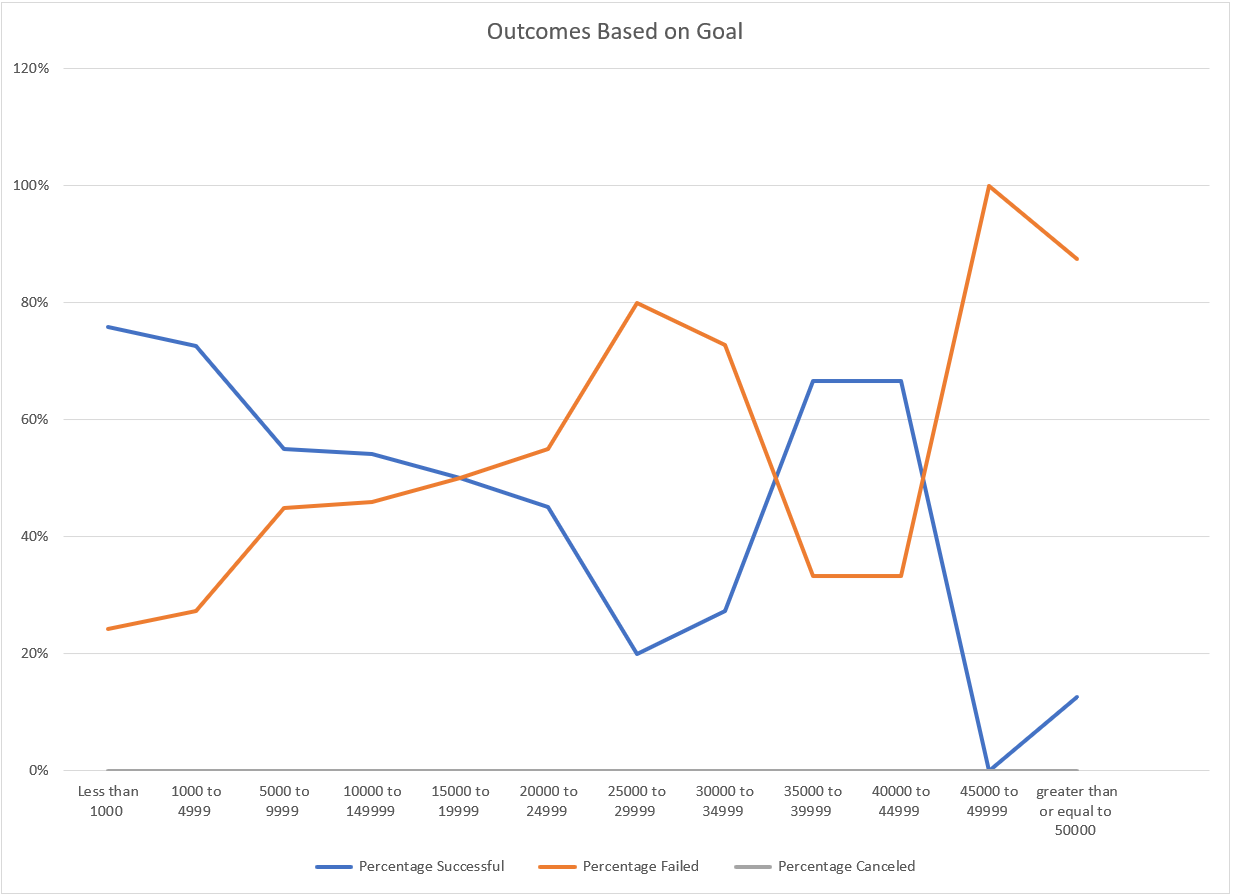 Outcomes Based on Goal
120%
100%
80%
60%
40%
20%
0%
Less than
1000
1000 to
4999
5000 to
9999
10000 to
149999
15000 to
19999
20000 to
24999
25000 to
29999
30000 to
34999
35000 to
39999
40000 to
44999
45000 to
49999
greater than
or equal to
50000
Percentage Successful
Percentage Failed
Percentage Canceled